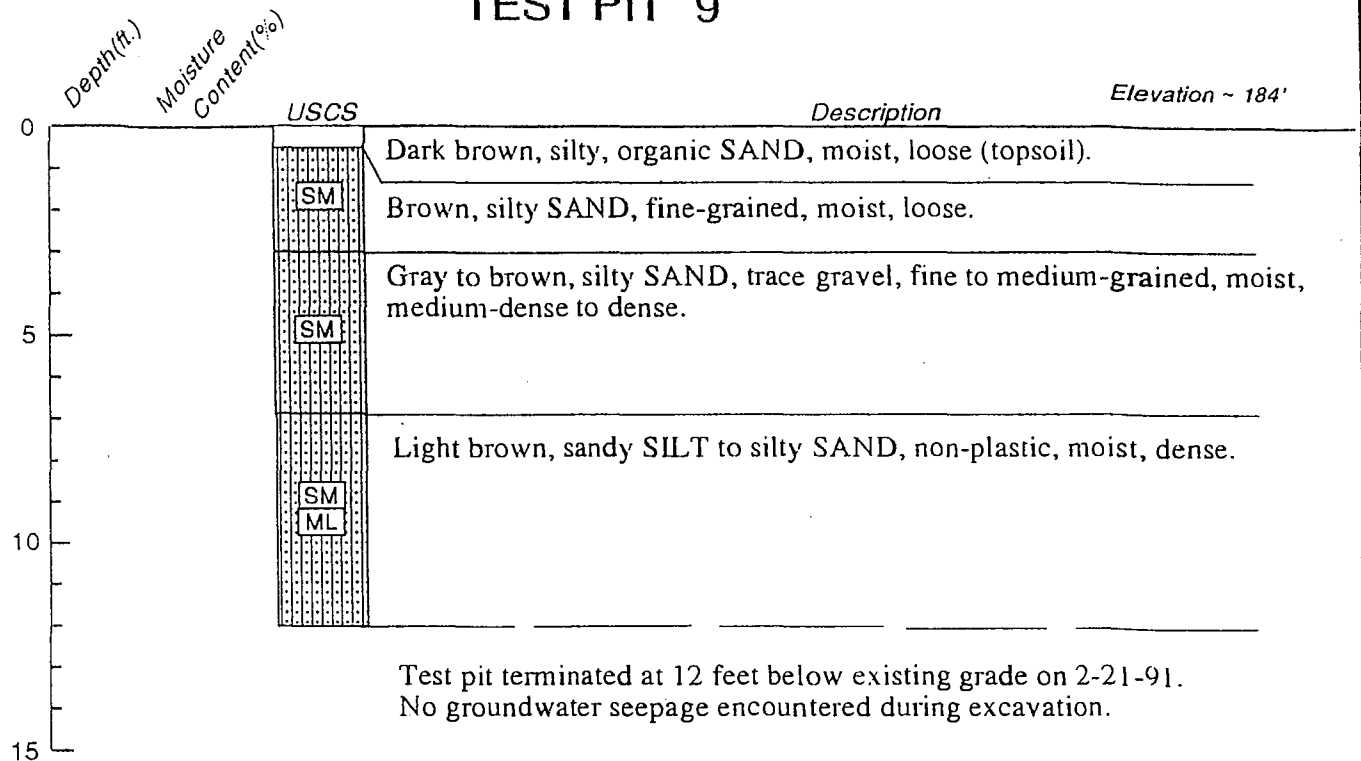 TEST PIT 9
Depth(ft.)
Moisture
Content(%)
USCS
Description
Elevation ~ 184'
0
Dark brown, silty, organic SAND, moist, loose (topsoil).
SM
Brown, silty SAND, fine-grained, moist, loose.
Gray to brown, silty SAND, trace gravel, fine to medium-grained, moist,
medium-dense to dense.
5
SM
Light brown, sandy SILT to silty SAND, non-plastic, moist, dense.
SM
ML
10
Test pit terminated at 12 feet below existing grade on 2-21-91.
No groundwater seepage encountered during excavation.
15